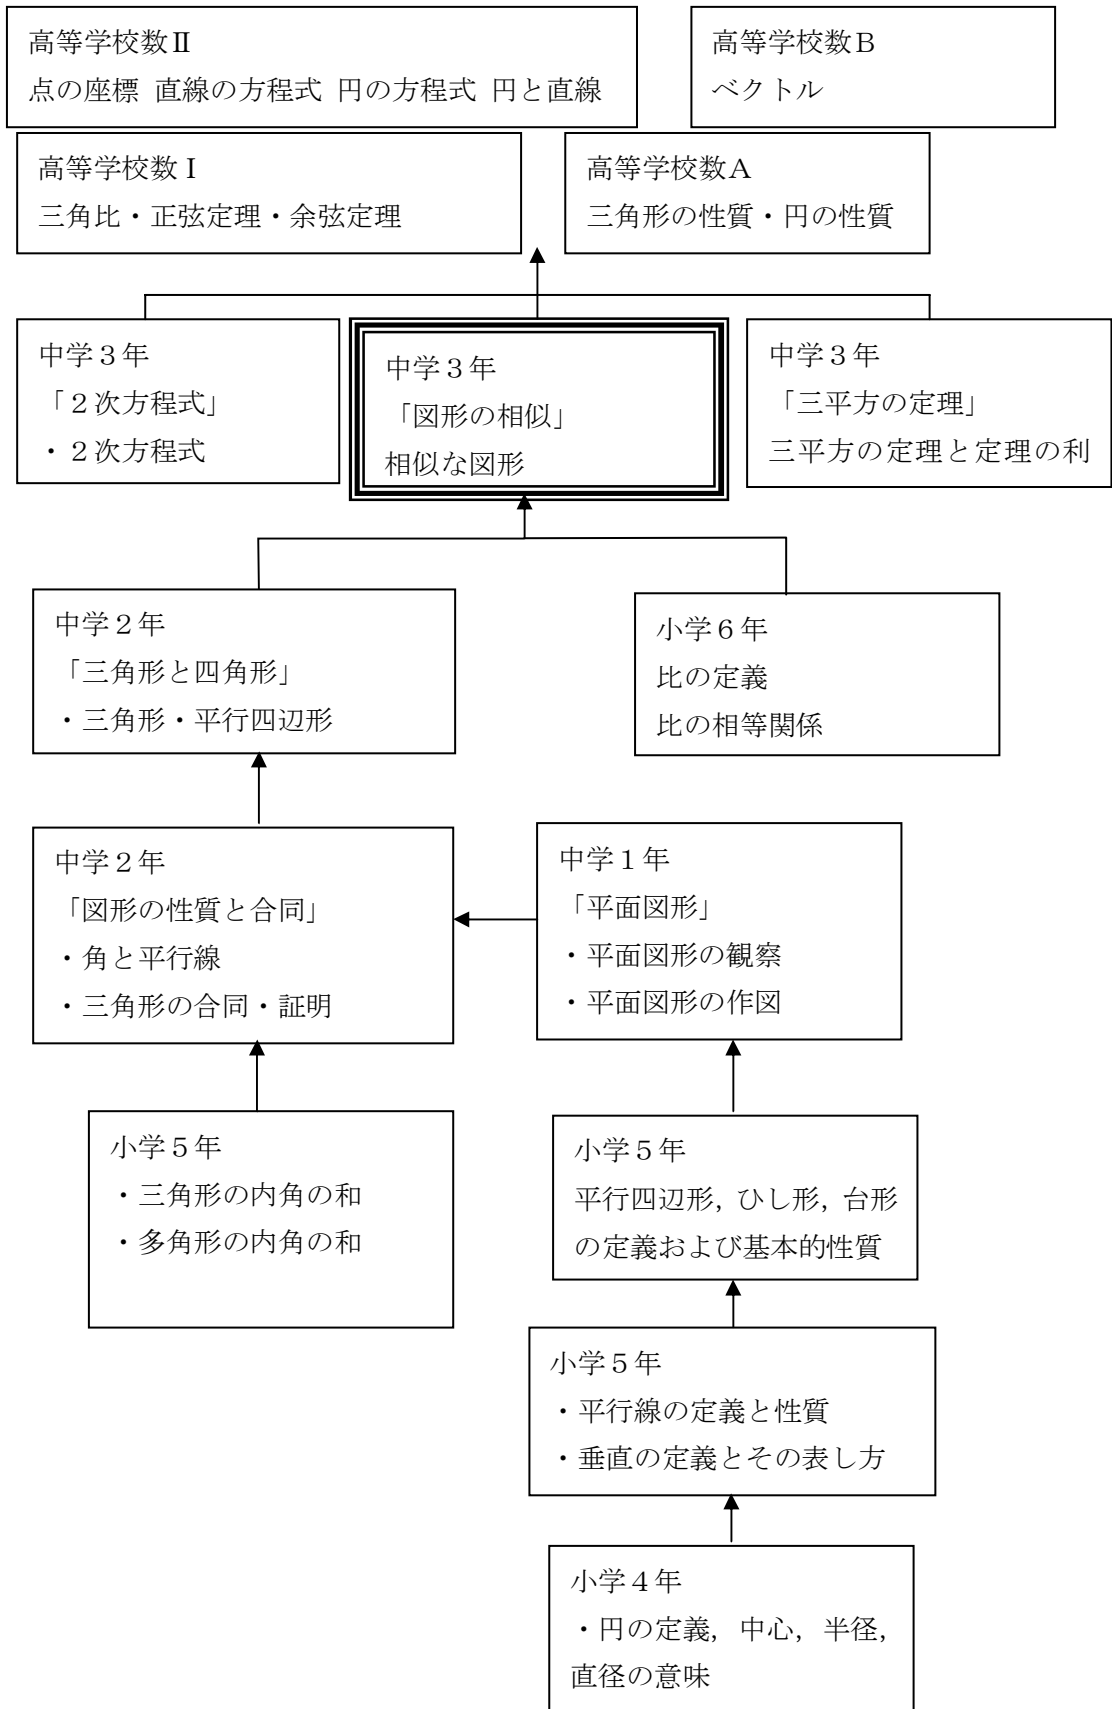 高等学校数Ⅱ
点の座標 直線の方程式 円の方程式 円と直線
高等学校数B
ベクトル
高等学校数Ⅰ
三角比・正弦定理・余弦定理
高等学校数A
三角形の性質・円の性質
中学３年
「２次方程式」
・２次方程式
中学３年
「図形の相似」
相似な図形
中学３年
「三平方の定理」
三平方の定理と定理の利
中学２年
「三角形と四角形」
・三角形・平行四辺形
小学６年
比の定義
比の相等関係
中学２年
「図形の性質と合同」
・角と平行線
・三角形の合同・証明
中学１年
「平面図形」
・平面図形の観察
・平面図形の作図
小学５年
・三角形の内角の和
・多角形の内角の和
小学５年
平行四辺形, ひし形, 台形
の定義および基本的性質
小学５年
・平行線の定義と性質
・垂直の定義とその表し方
小学４年
・円の定義, 中心, 半径,
直径の意味